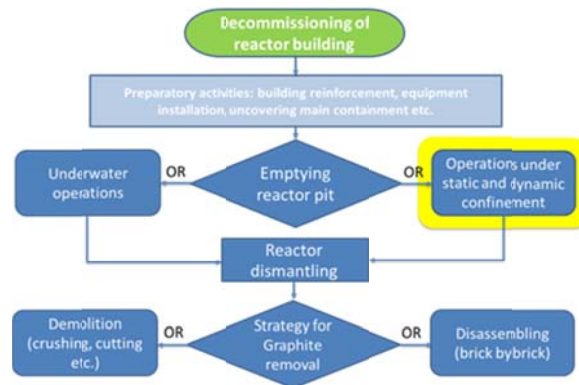 Decommissioning of
reactor building
Preparatory activities: building reinforcement, equipment
installation, uncovering main containment etc.
Underwater
operations
OR
Emptying
reactor pit
OR
Operations under
static and dynamic
confinement
Reactor
dismantling
Demolition
(crushing, cutting
etc.)
OR
Strategy for
Graphite
removal
OR
Disassembling
(brick bybrick)